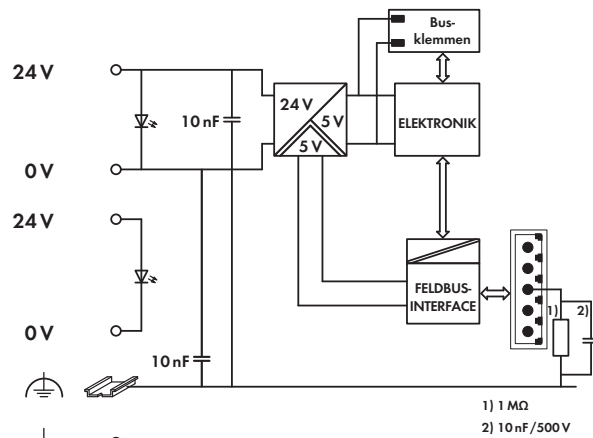 Bus-
klemmen
24 V
24 V
10 nF
5 V
ELEKTRONIK
5 V
0 V
24 V
FELDBUS-
INTERFACE
1)
2)
0 V
10 nF
1) 1 MΩ
2) 10 nF/500 V